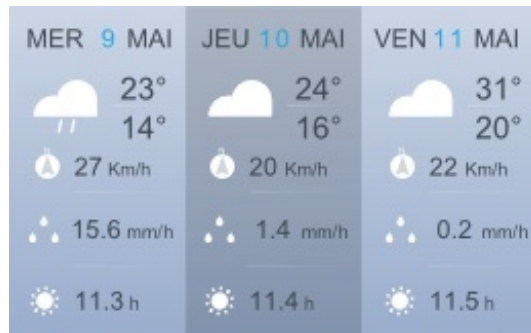 MER 9 MAI
23°
14°
27 Km/h
15.6 mm/h
11.3 h
JEU 10 MAI
24°
16°
20 Km/h
1.4 mm/h
11.4 h
VEN 11 MAI
31°
20°
22 Km/h
0.2 mm/h
11.5 h